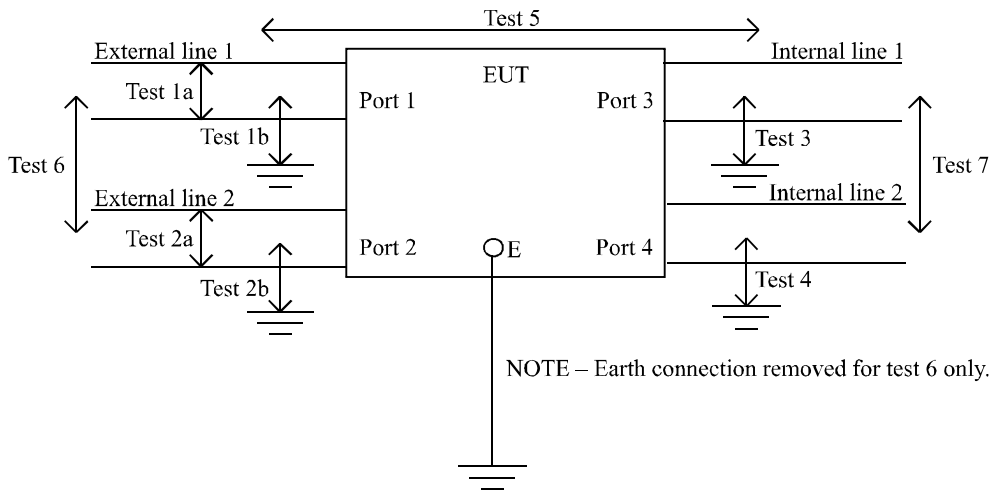 Test 5
External line 1
Internal line 1
EUT
Test 1a
Port 1
Port 3
Test 1b
Test 3
Test 6
Test 7
External line 2
Internal line 2
Test 2a
Port 2
E
Port 4
Test 2b
Test 4
NOTE – Earth connection removed for test 6 only.